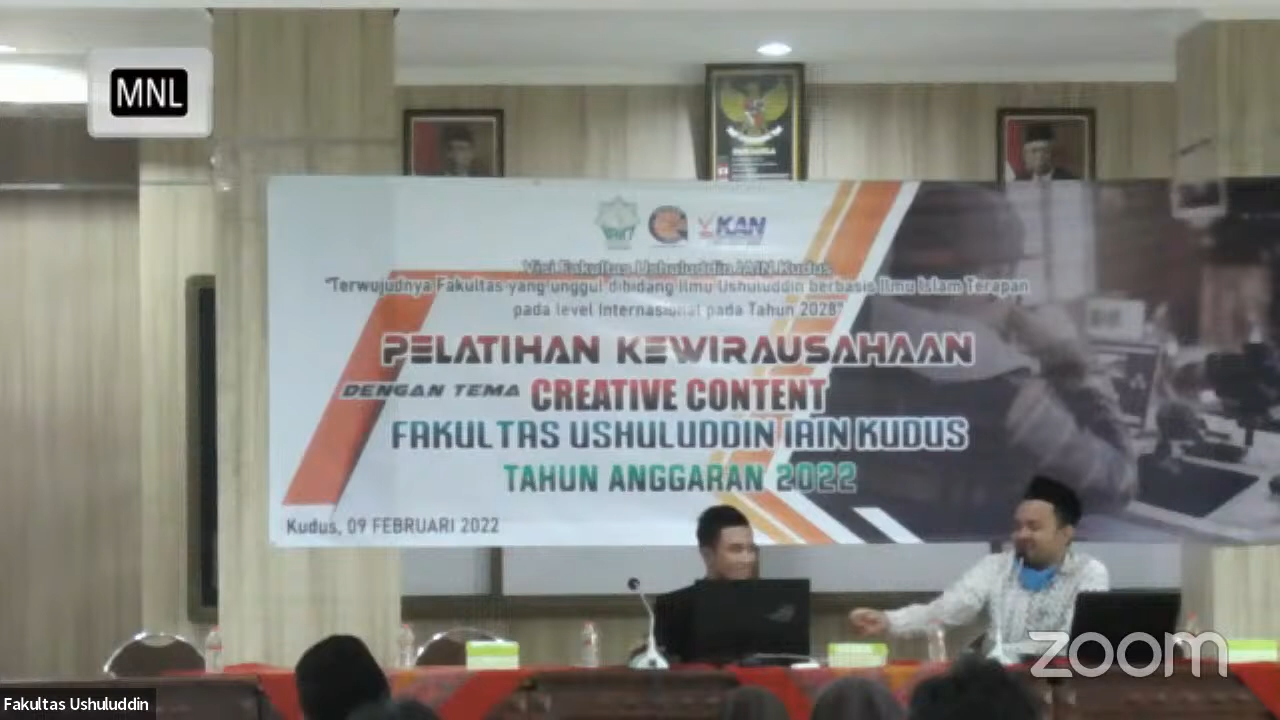 MNL
KAN
Visi Fakultas Ushuluddin IAIN Kudus
"Terwujudnya Fakultas yang unggul dibidang Ilmu Ushuluddin berbasis Ilmu Islam Terapan
pada level Internasional pada Tahun 2028"
PELATIHAN KEWIRAUSAHAAN
DENGAN TEMA CREATIVE CONTENT
FAKULTAS USHULUDDIN IAIN KUDUS
TAHUN ANGGARAN 2022
Kudus, 09 FEBRUARI 2022
zoom
Fakultas Ushuluddin